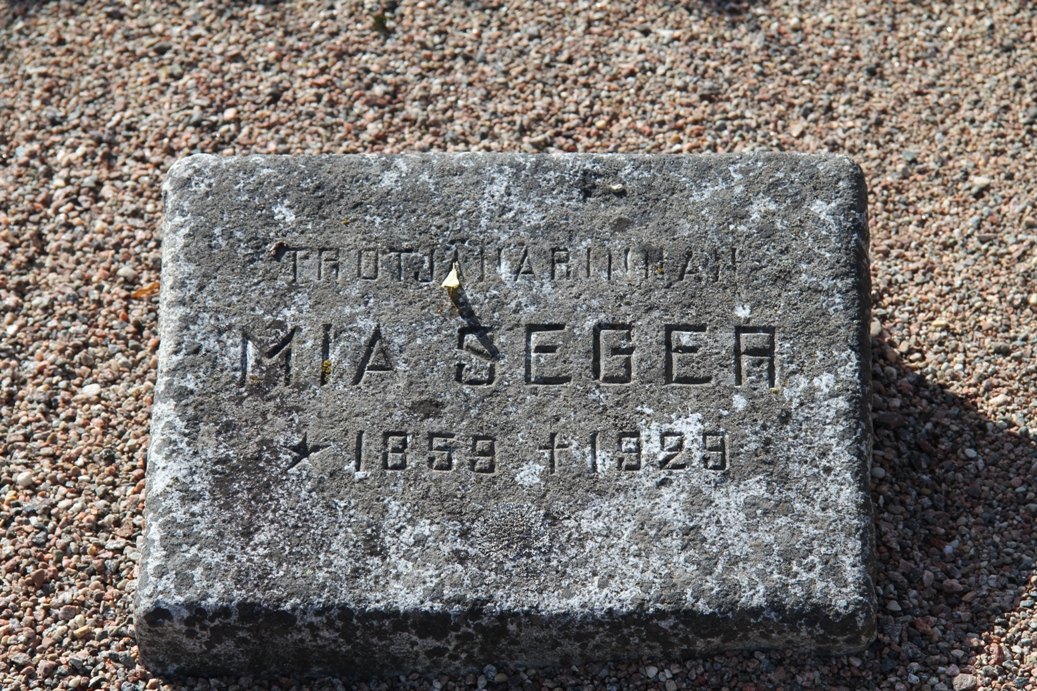 TROTJÄNARINNAN
MIA SEGER
★ 1859 † 1929